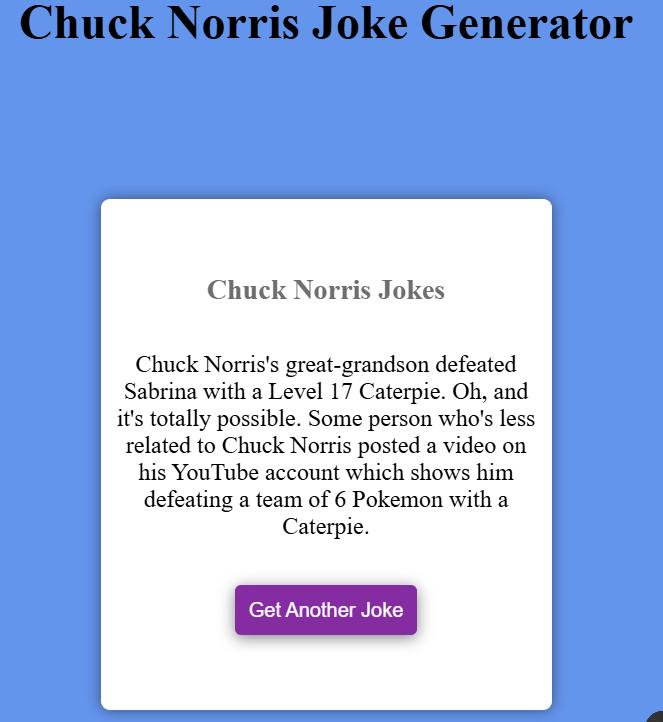 Chuck Norris Joke Generator
Chuck Norris Jokes
Chuck Norris's great-grandson defeated
Sabrina with a Level 17 Caterpie. Oh, and
it's totally possible. Some person who's less
related to Chuck Norris posted a video on
his YouTube account which shows him
defeating a team of 6 Pokemon with a
Caterpie.
Get Another Joke